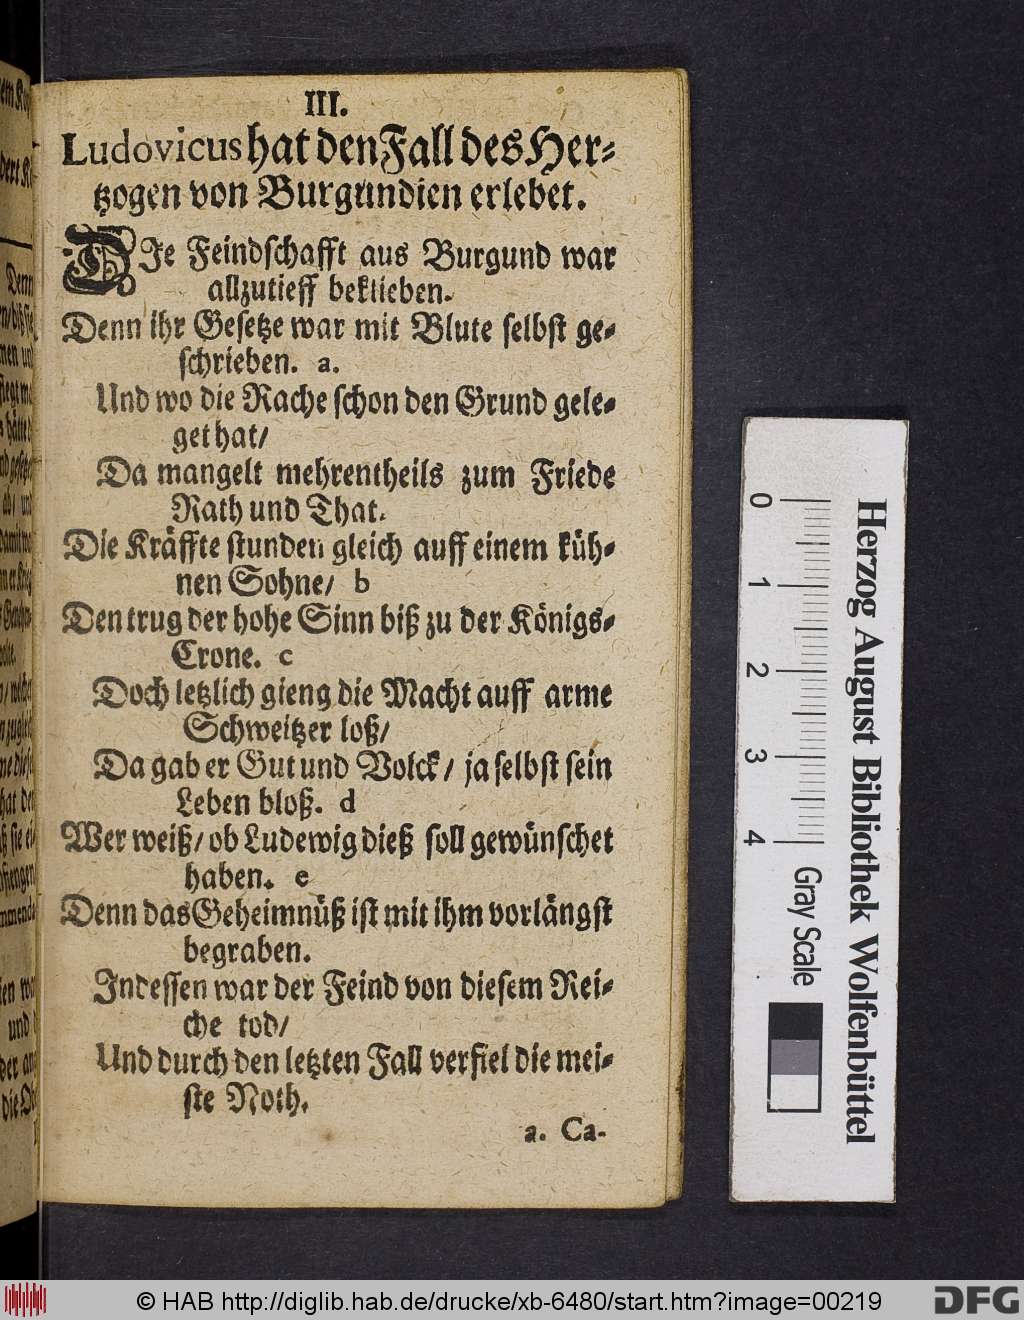 III.
Ludovicus hat den Fall des Her-
tzogen von Burgundien erlebet.
DIe Feindschafft aus Burgund war
allzutieff beklieben.
Denn ihr Gesetze war mit Blute selbst ge-
schrieben. a.
Und wo die Rache schon den Grund gele-
get hat/
Da mangelt mehrentheils zum Friede
Rath und That.
Die Kräffte stunden gleich auff einem küh-
nen Sohne/ b
Den trug der hohe Sinn biß zu der Königs-
Crone. c
Doch letzlich gieng die Macht auff arme
Schweitzer loß/
Da gab er Gut und Volck/ ja selbst sein
Leben bloß. d
Wer weiß/ ob Ludewig dieß soll gewünschet
haben. e
Denn das Geheimnüß ist mit ihm vorlängst
begraben.
Indessen war der Feind von diesem Rei-
che tod/
Und durch den letzten Fall verfiel die mei-
ste Noth.
a. Ca-
Herzog August Bibliothek Wolfenbüttel
0 1 2 3 4 Gray Scale
© HAB http://diglib.hab.de/drucke/xb-6480/start.htm?image=00219
DFG